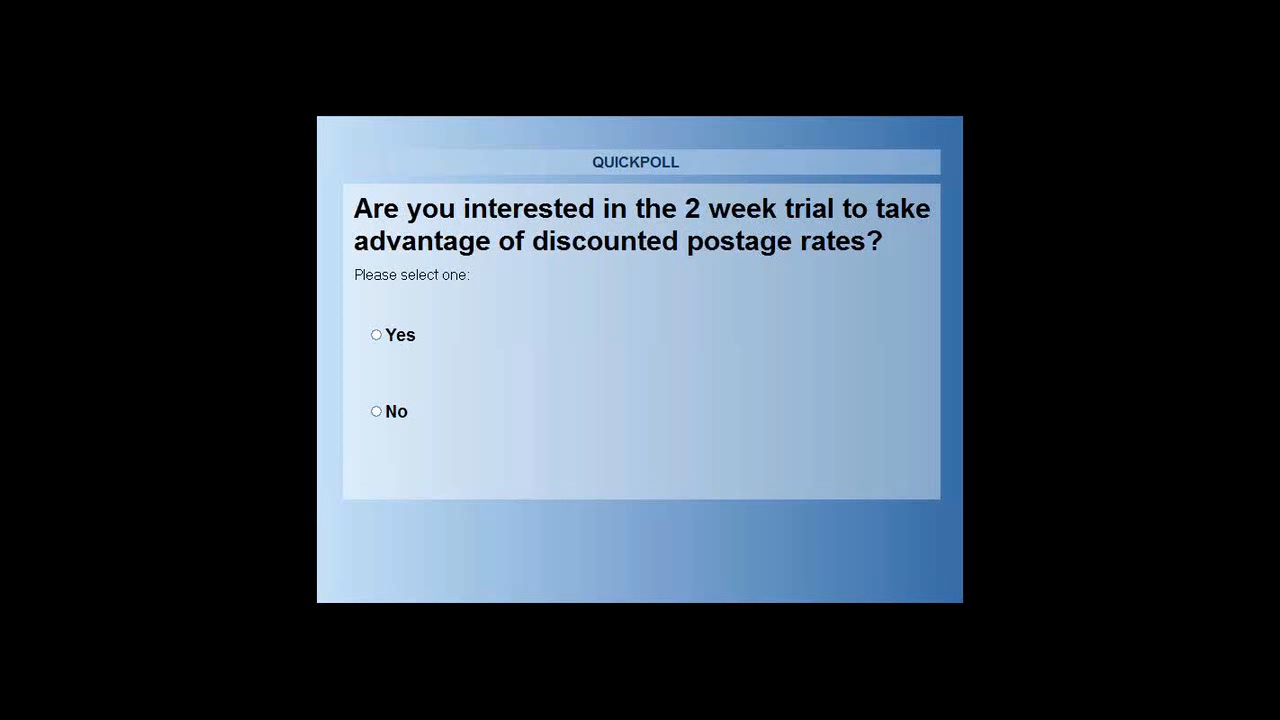 QUICKPOLL
Are you interested in the 2 week trial to take
advantage of discounted postage rates?
Please select one:
Yes
No